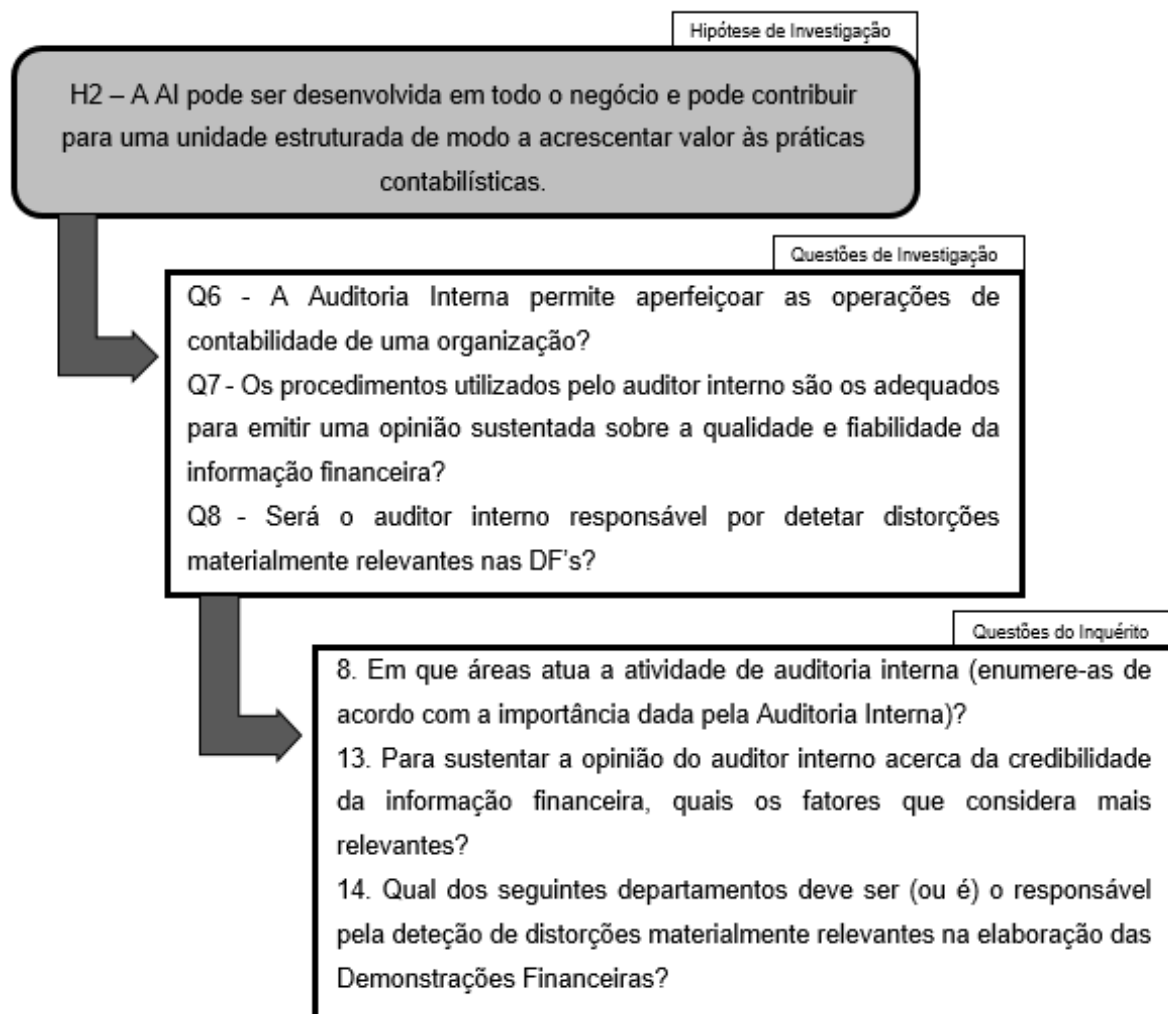 Hipótese de Investigação
H2 – A AI pode ser desenvolvida em todo o negócio e pode contribuir
para uma unidade estruturada de modo a acrescentar valor às práticas
contabilísticas.
Questões de Investigação
Q6 - A Auditoria Interna permite aperfeiçoar as operações de
contabilidade de uma organização?
Q7 - Os procedimentos utilizados pelo auditor interno são os adequados
para emitir uma opinião sustentada sobre a qualidade e fiabilidade da
informação financeira?
Q8 - Será o auditor interno responsável por detetar distorções
materialmente relevantes nas DF's?
Questões do Inquérito
8. Em que áreas atua a atividade de auditoria interna (enumere-as de
acordo com a importância dada pela Auditoria Interna)?
13. Para sustentar a opinião do auditor interno acerca da credibilidade
da informação financeira, quais os fatores que considera mais
relevantes?
14. Qual dos seguintes departamentos deve ser (ou é) o responsável
pela deteção de distorções materialmente relevantes na elaboração das
Demonstrações Financeiras?